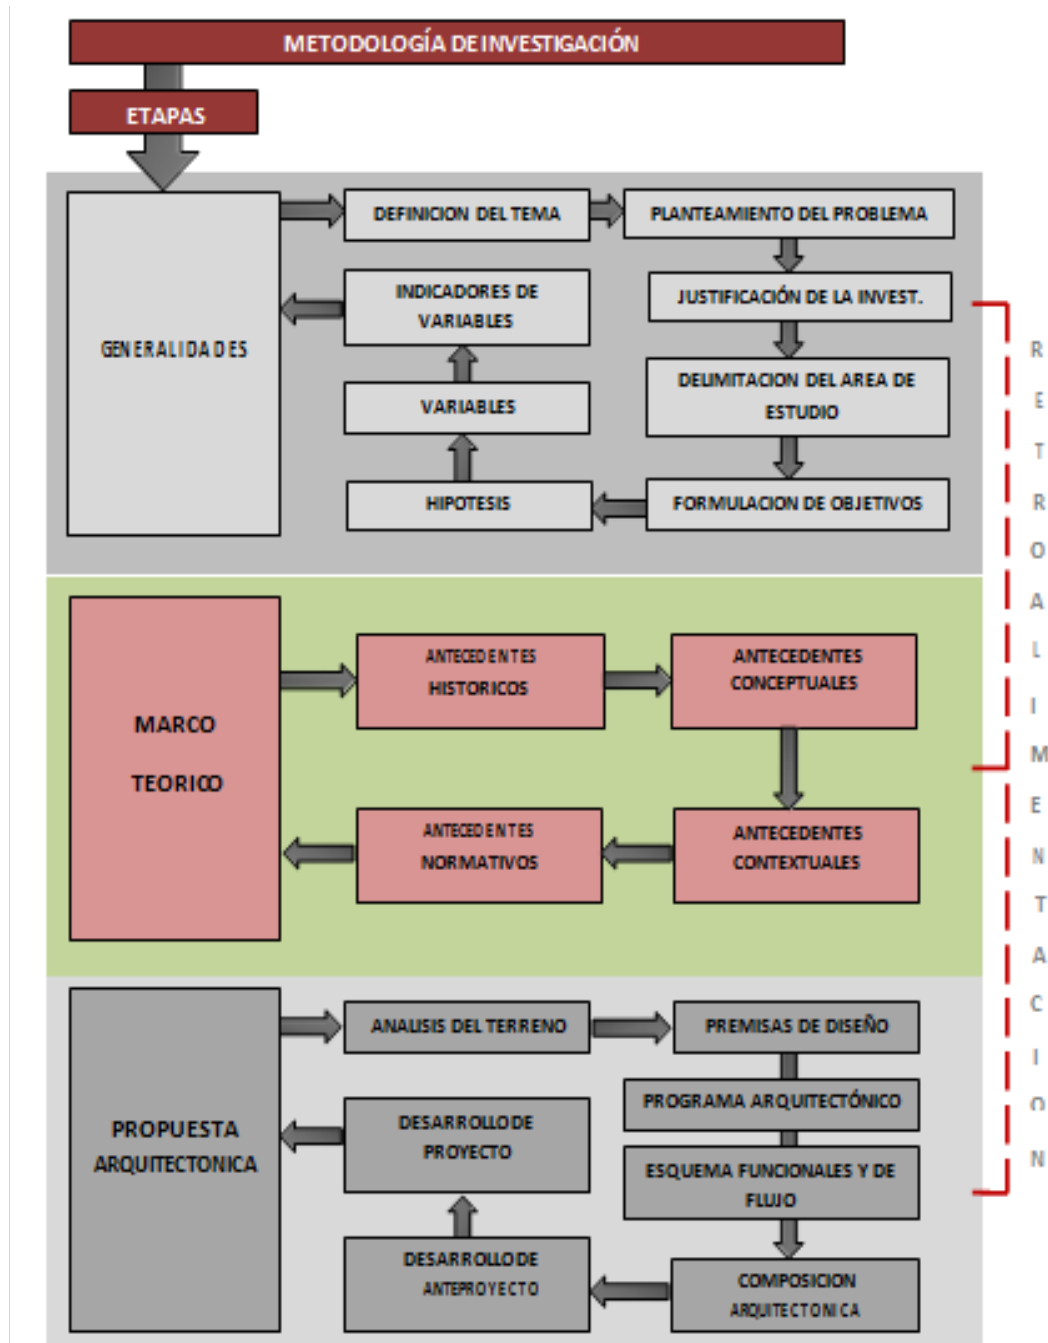 METODOLOGÍA DE INVESTIGACIÓN
ETAPAS
GENERALIDADES
DEFINICION DEL TEMA
PLANTEAMIENTO DEL PROBLEMA
JUSTIFICACIÓN DE LA INVEST.
DELIMITACION DEL AREA DE
ESTUDIO
FORMULACION DE OBJETIVOS
HIPOTESIS
VARIABLES
INDICADORES DE
VARIABLES
MARCO
TEORICO
ANTECEDENTES
HISTORICOS
ANTECEDENTES
CONCEPTUALES
ANTECEDENTES
CONTEXTUALES
ANTECEDENTES
NORMATIVOS
PROPUESTA
ARQUITECTONICA
ANALISIS DEL TERRENO
PREMISAS DE DISEÑO
PROGRAMA ARQUITECTÓNICO
ESQUEMA FUNCIONALES Y DE
FLUJO
COMPOSICION
ARQUITECTONICA
DESARROLLO DE
ANTEPROYECTO
DESARROLLO DE
PROYECTO
RETROALIMENTACION